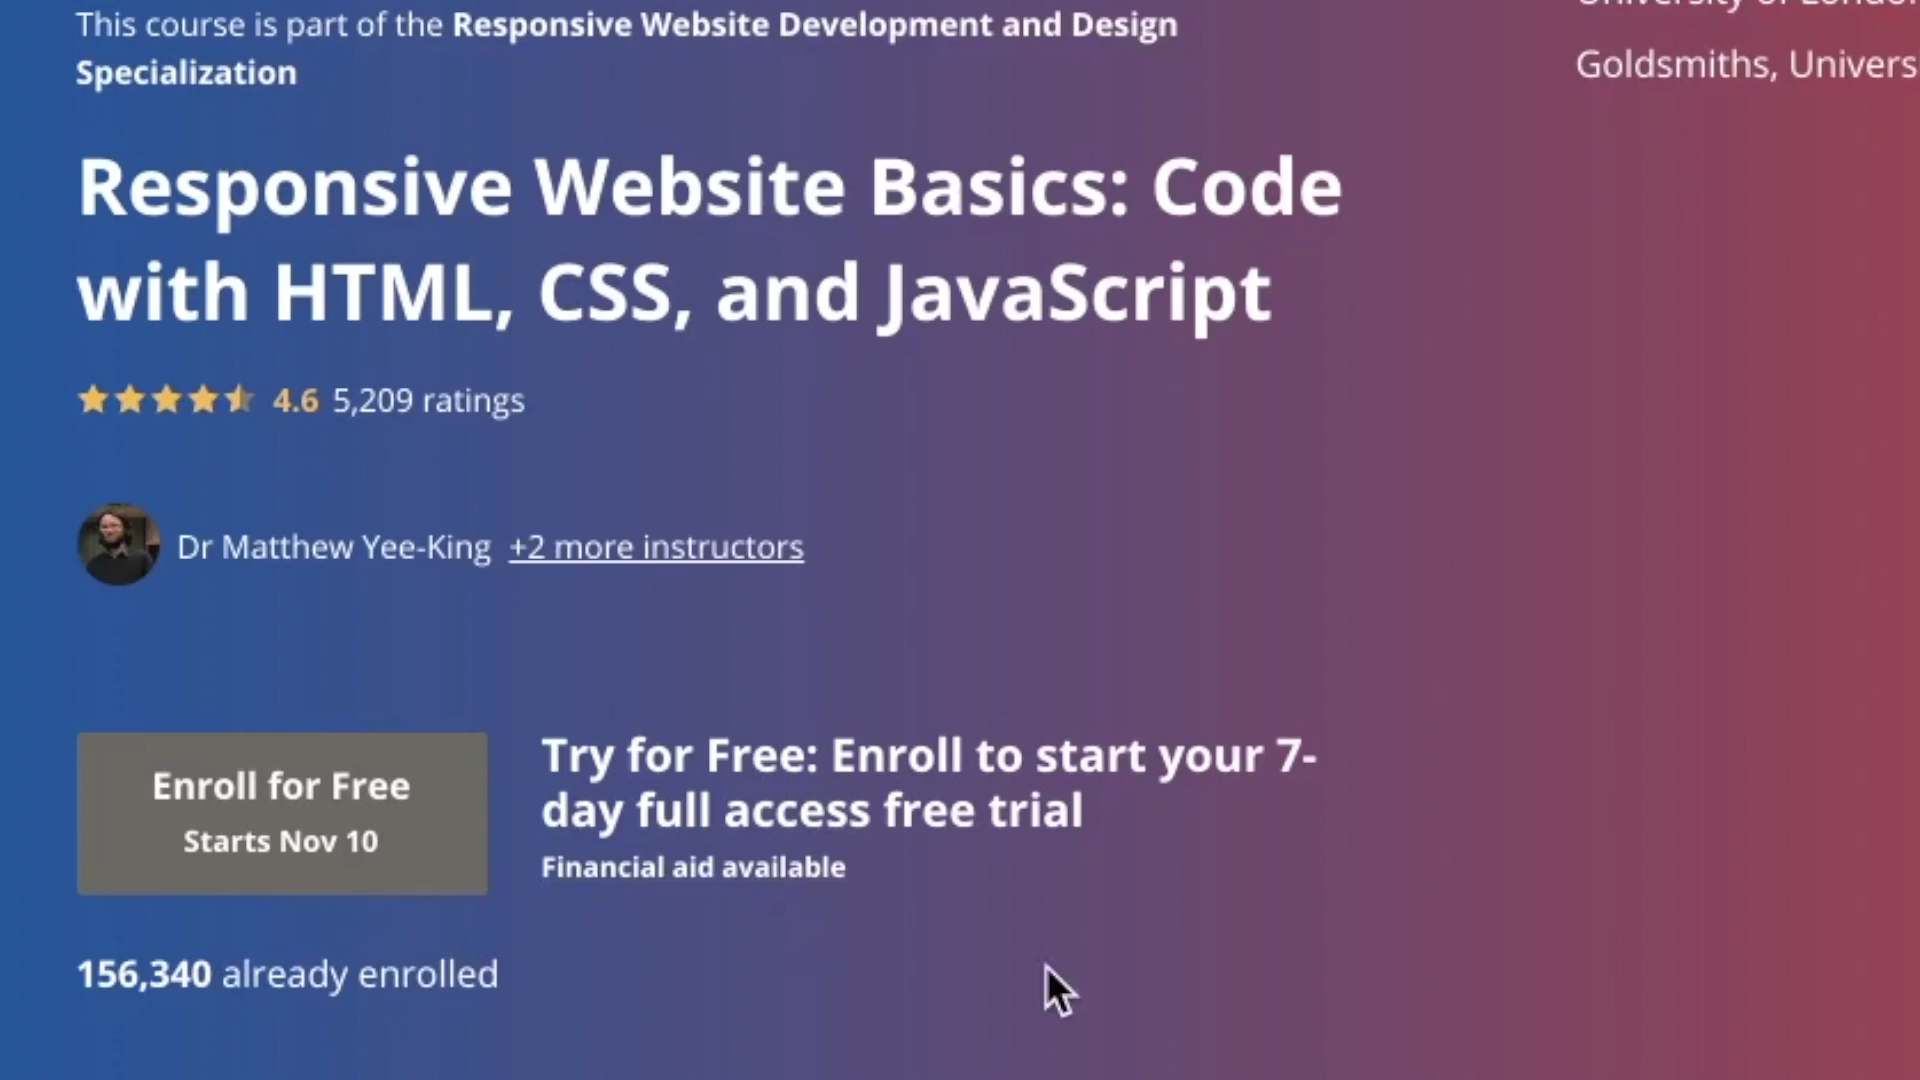 This course is part of the Responsive Website Development and Design
Specialization
University of London
Goldsmiths, Univers
Responsive Website Basics: Code
with HTML, CSS, and JavaScript
4.6 5,209 ratings
Dr Matthew Yee-King +2 more instructors
Enroll for Free
Starts Nov 10
Try for Free: Enroll to start your 7-
day full access free trial
Financial aid available
156,340 already enrolled